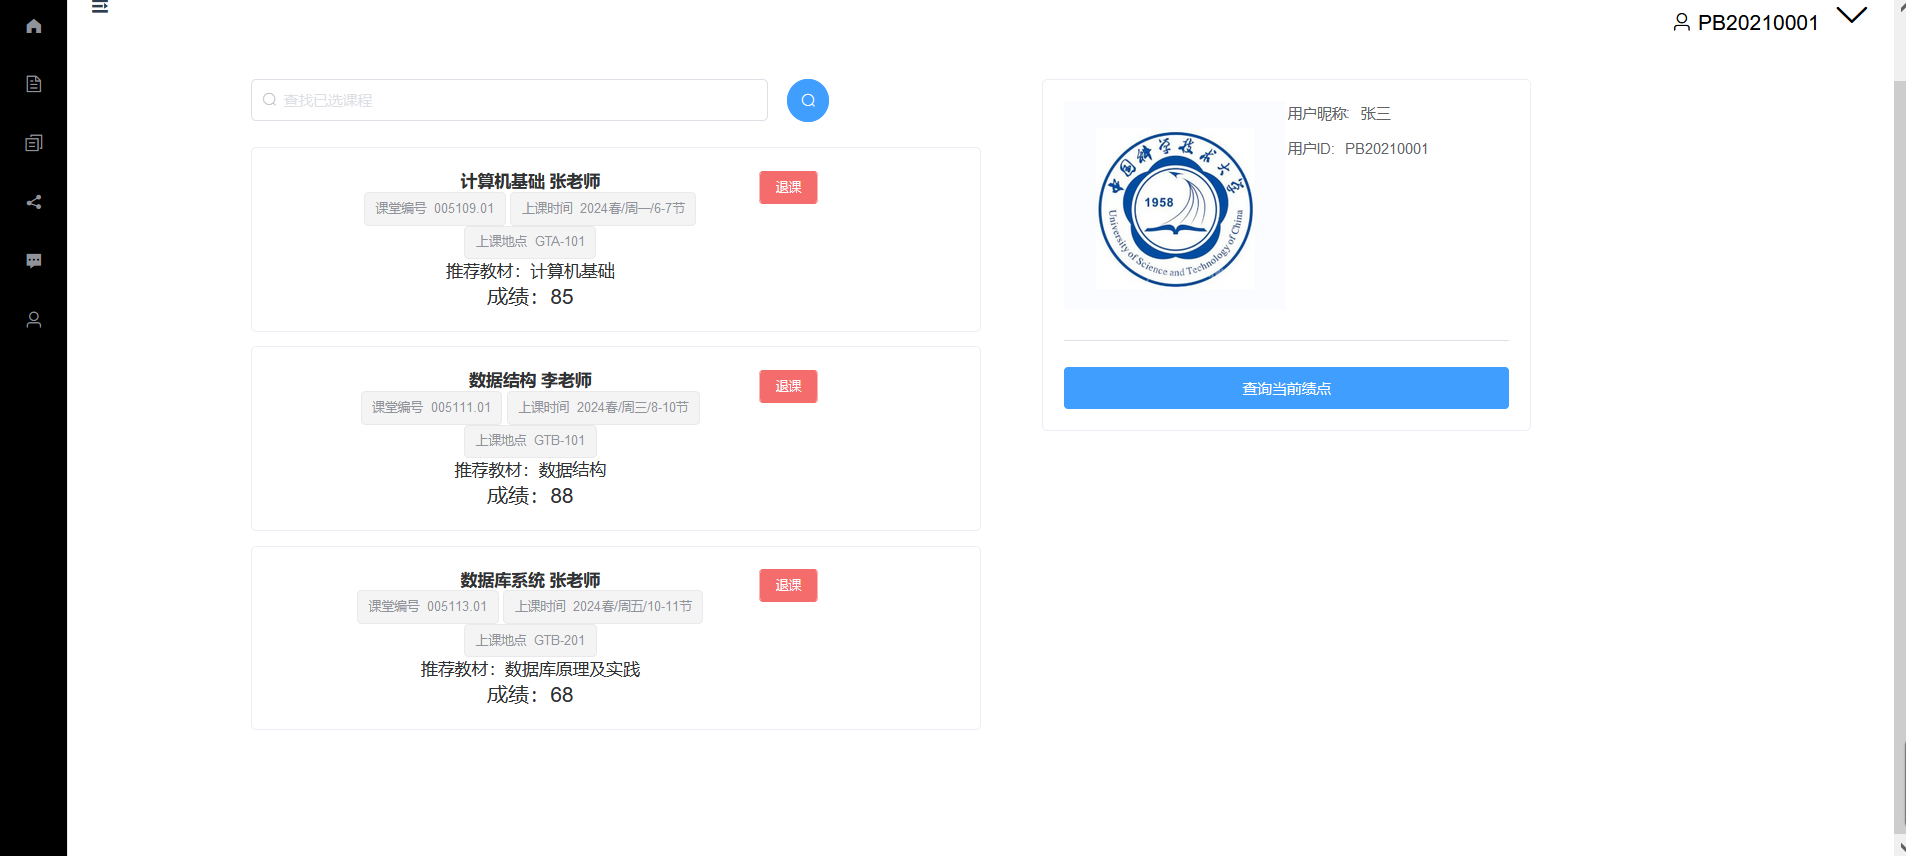 PB20210001
查找已选课程
计算机基础 张老师
退课
课堂编号 005109.01 上课时间 2024春/周一/6-7节
上课地点 GTA-101
推荐教材：计算机基础
成绩：85
数据结构 李老师
退课
课堂编号 005111.01 上课时间 2024春/周三/8-10节
上课地点 GTB-101
推荐教材：数据结构
成绩：88
数据库系统 张老师
退课
课堂编号 005113.01 上课时间 2024春/周五/10-11节
上课地点 GTB-201
推荐教材：数据库原理及实践
成绩：68
中国科学技术大学
1958
University of Science and Technology of China
用户昵称: 张三
用户ID: PB20210001
查询当前绩点